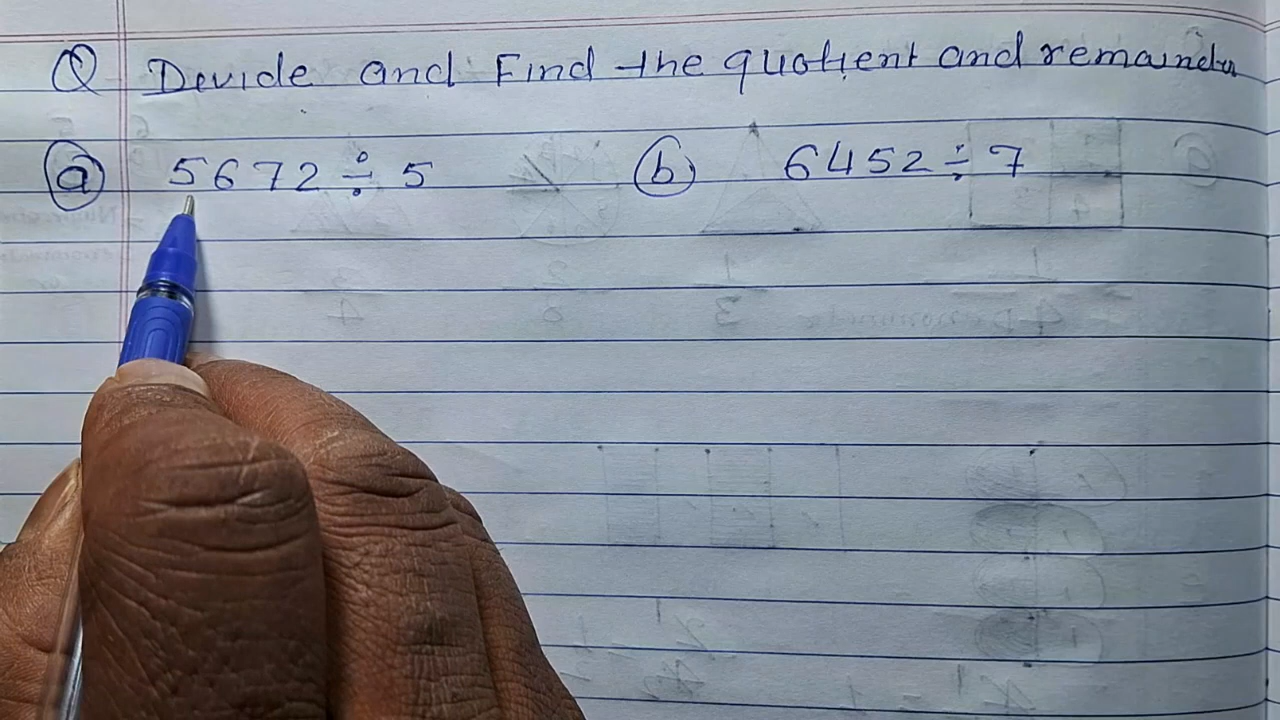 Q Devide and Find the quotient and remainder
(a) 5672 ÷ 5 (b) 6452 ÷ 7